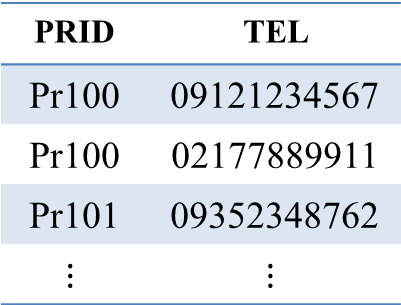 PRID TEL
Pr100 09121234567
Pr100 02177889911
Pr101 09352348762
⋮ ⋮